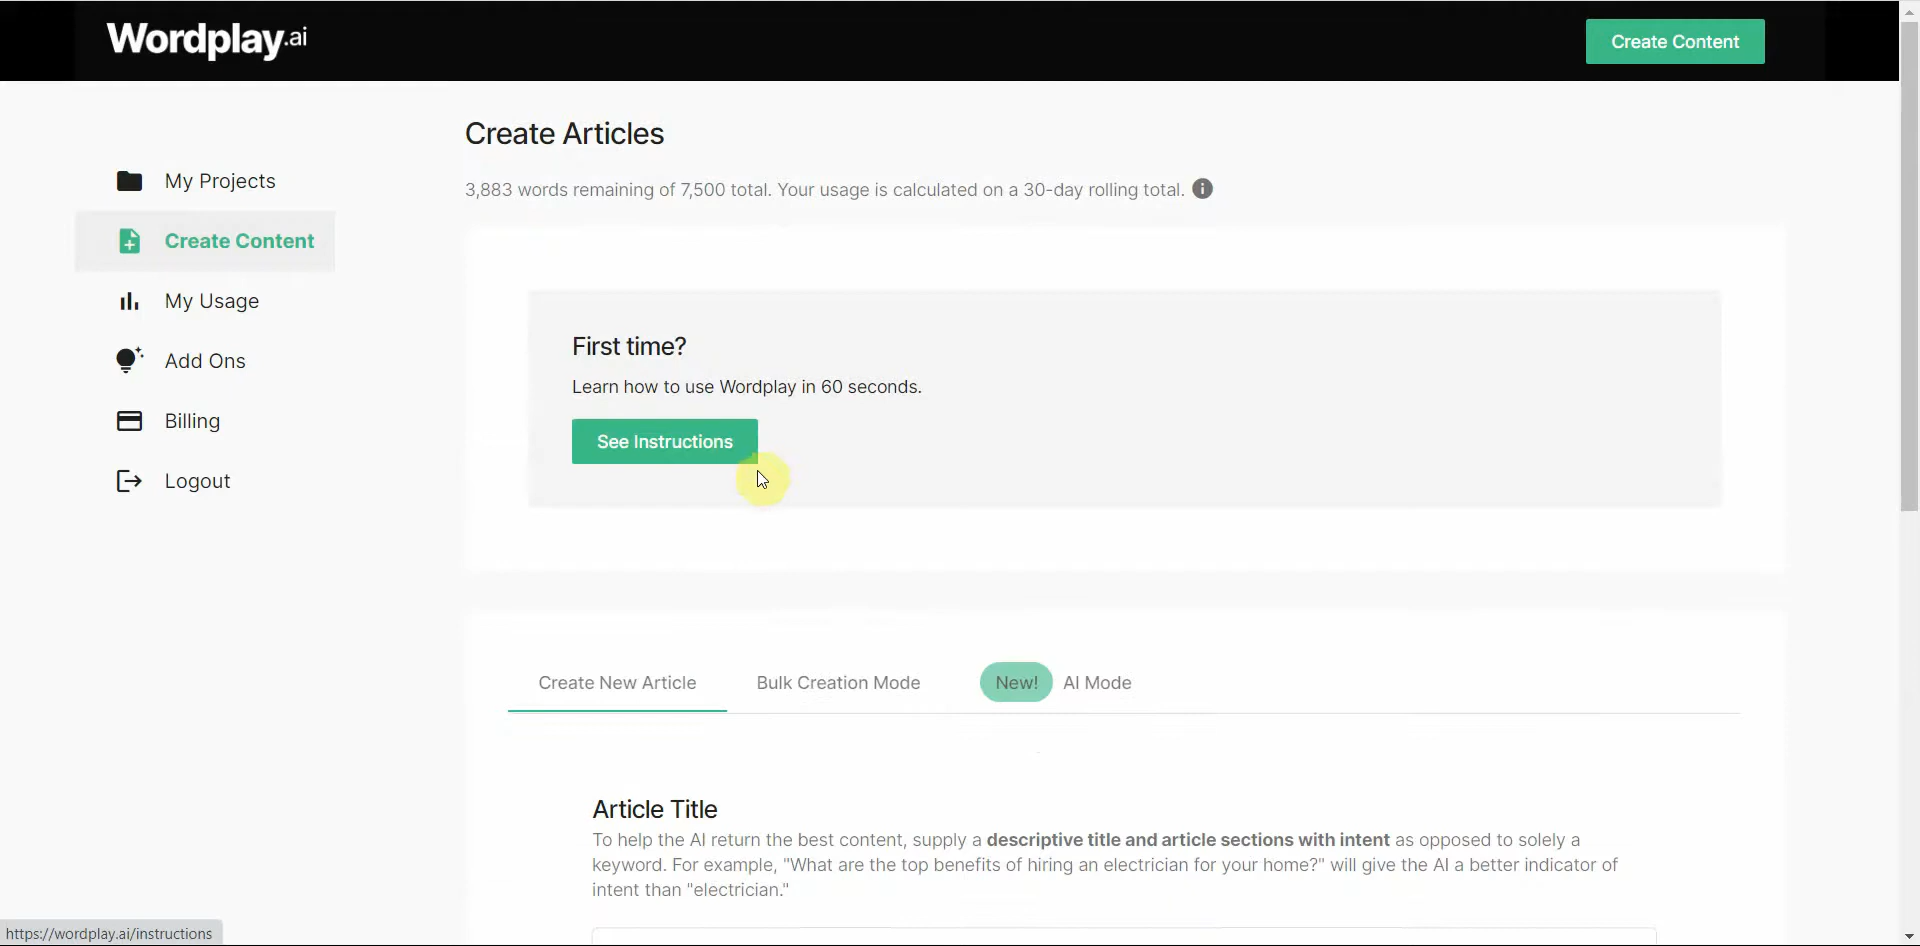 Wordplay.ai
Create Content
My Projects
Create Content
My Usage
Add Ons
Billing
Logout
Create Articles
3,883 words remaining of 7,500 total. Your usage is calculated on a 30-day rolling total.
First time?
Learn how to use Wordplay in 60 seconds.
See Instructions
Create New Article
Bulk Creation Mode
New! AI Mode
Article Title
To help the AI return the best content, supply a descriptive title and article sections with intent as opposed to solely a
keyword. For example, "What are the top benefits of hiring an electrician for your home?" will give the AI a better indicator of
intent than "electrician."
https://wordplay.ai/instructions